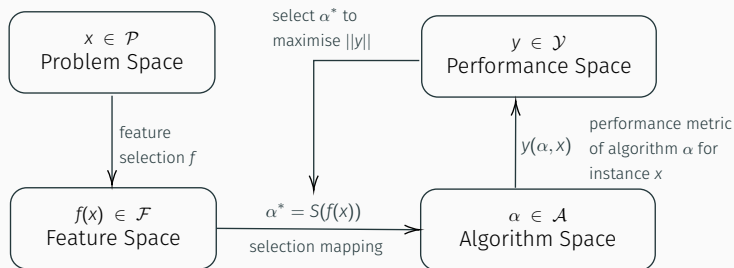 x ∈ 𝒫
Problem Space
select α* to
maximise ||y||
y ∈ 𝒴
Performance Space
feature
selection f
y(α, x)
performance metric
of algorithm α for
instance x
f(x) ∈ ℱ
Feature Space
α* = S(f(x))
selection mapping
α ∈ 𝒜
Algorithm Space